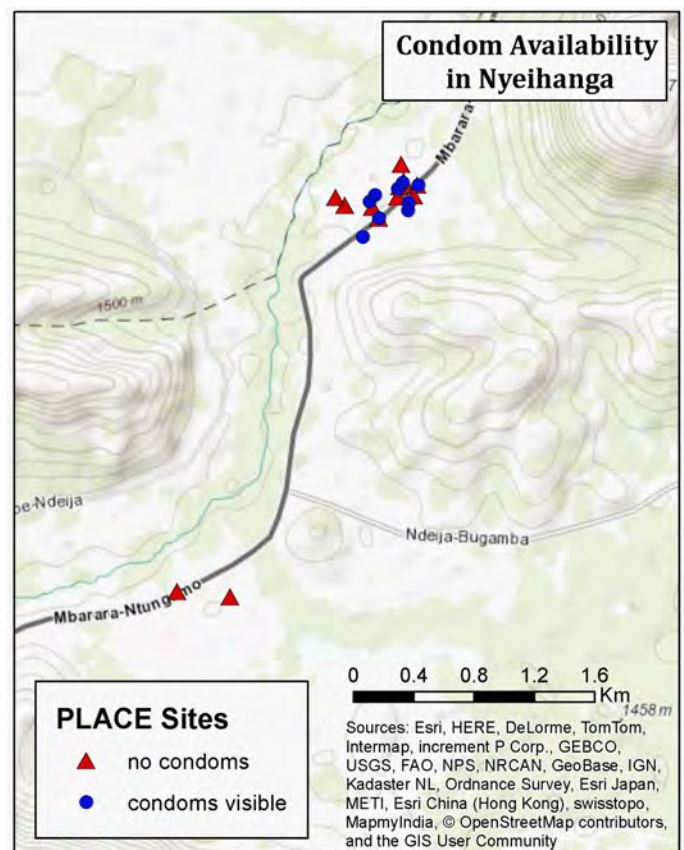 Condom Availability
in Nyeihanga
Mbarara-
1500 m
Ndeija
Ndeija-Bugamba
Mbarara-Ntungamo
0 0.4 0.8 1.2 1.6
Km
1458 m
PLACE Sites
no condoms
condoms visible
Sources: Esri, HERE, DeLorme, TomTom,
Intermap, increment P Corp., GEBCO,
USGS, FAO, NPS, NRCAN, GeoBase, IGN,
Kadaster NL, Ordnance Survey, Esri Japan,
METI, Esri China (Hong Kong), swisstopo,
MapmyIndia, © OpenStreetMap contributors,
and the GIS User Community